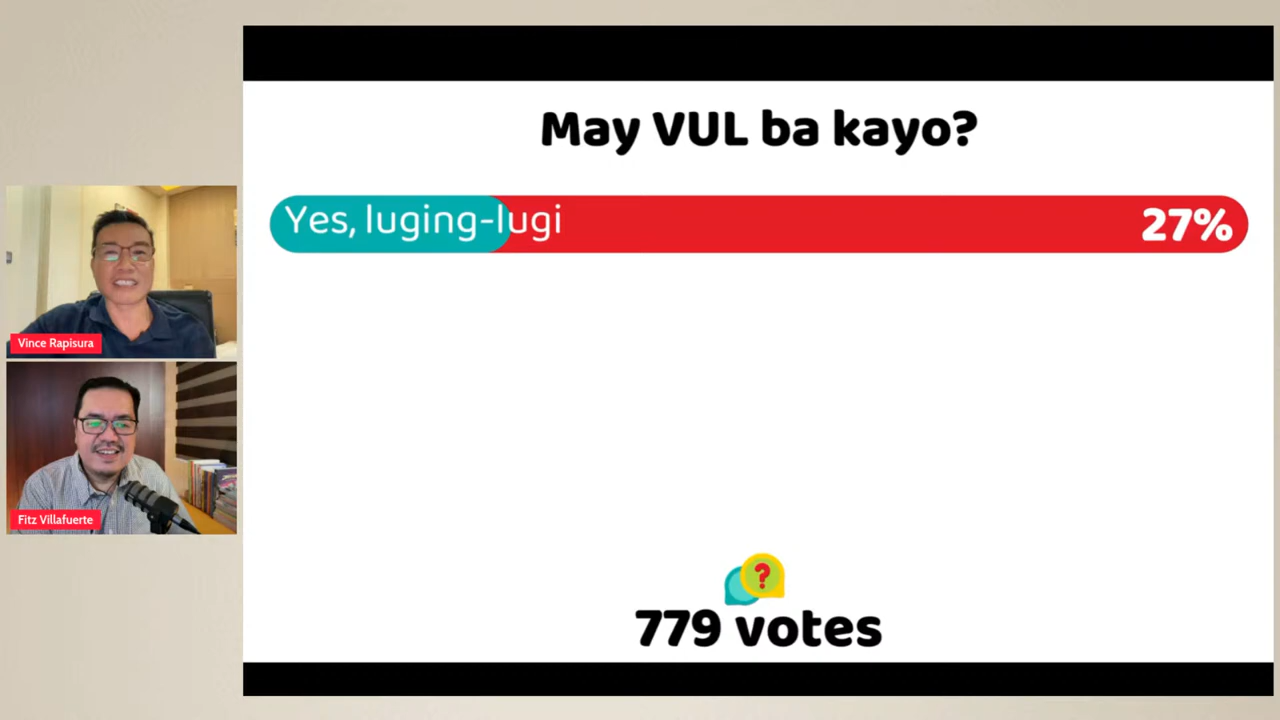 May VUL ba kayo?
Yes, luging-lugi
27%
Vince Rapisura
Fitz Villafuerte
?
779 votes